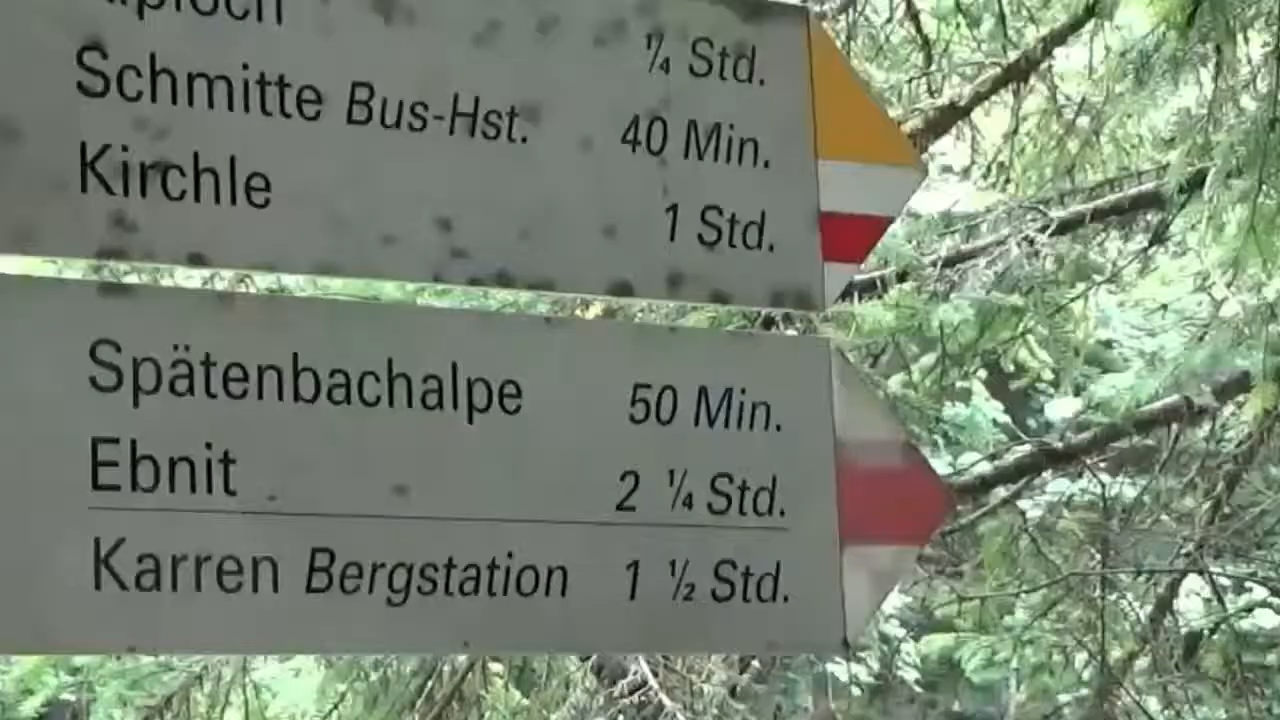 ¼ Std.
Schmitte Bus-Hst. 40 Min.
Kirchle 1 Std.
Spätenbachalpe 50 Min.
Ebnit 2 ¼ Std.
Karren Bergstation 1 ½ Std.